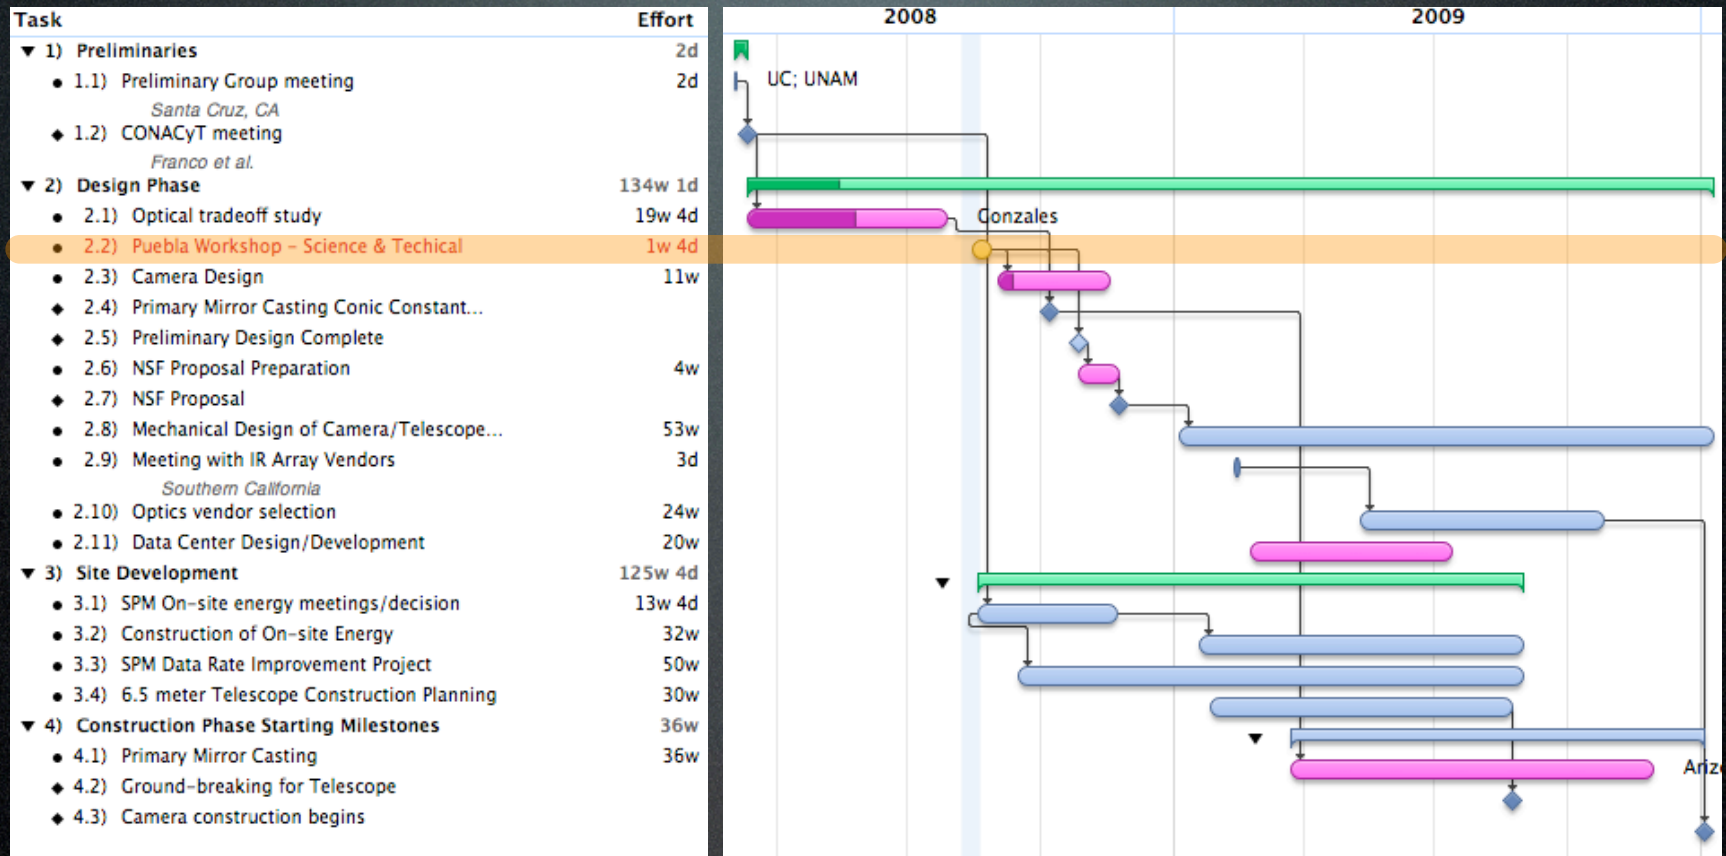 Task Effort 2008 2009
1) Preliminaries 2d
1.1) Preliminary Group meeting 2d UC; UNAM
Santa Cruz, CA
1.2) CONACyT meeting
Franco et al.
2) Design Phase 134w 1d
2.1) Optical tradeoff study 19w 4d Gonzales
2.2) Puebla Workshop – Science & Techical 1w 4d
2.3) Camera Design 11w
2.4) Primary Mirror Casting Conic Constant...
2.5) Preliminary Design Complete
2.6) NSF Proposal Preparation 4w
2.7) NSF Proposal
2.8) Mechanical Design of Camera/Telescope... 53w
2.9) Meeting with IR Array Vendors 3d
Southern California
2.10) Optics vendor selection 24w
2.11) Data Center Design/Development 20w
3) Site Development 125w 4d
3.1) SPM On-site energy meetings/decision 13w 4d
3.2) Construction of On-site Energy 32w
3.3) SPM Data Rate Improvement Project 50w
3.4) 6.5 meter Telescope Construction Planning 30w
4) Construction Phase Starting Milestones 36w
4.1) Primary Mirror Casting 36w Ariz
4.2) Ground-breaking for Telescope
4.3) Camera construction begins